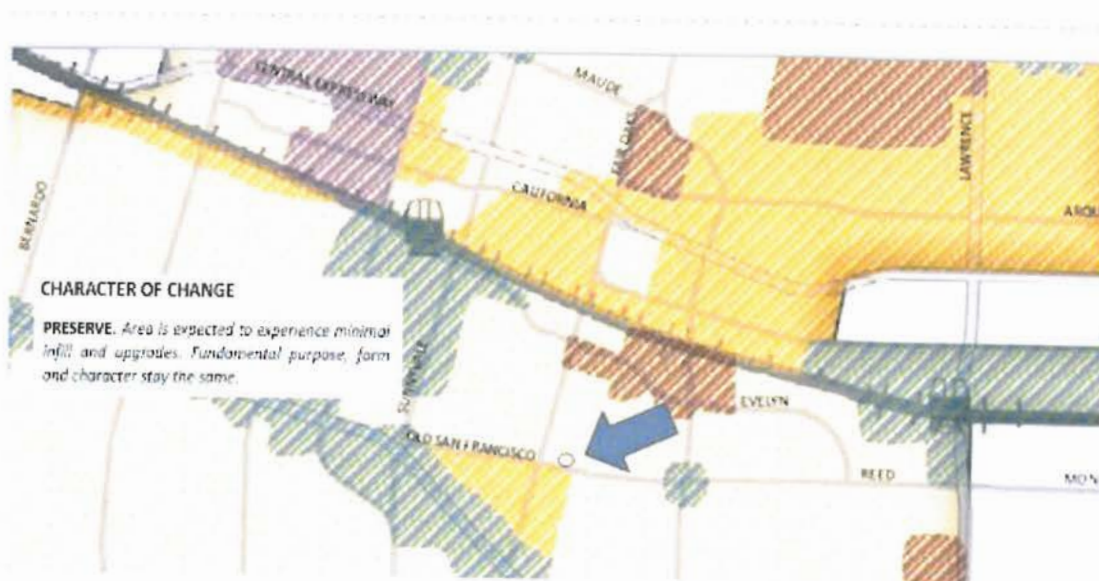 CENTRAL EXPRESSWAY
MAUDE
FAIR OAKS
LAWRENCE
BERNARDO
CALIFORNIA
CHARACTER OF CHANGE
PRESERVE. Area is expected to experience minimal
infill and upgrades. Fundamental purpose, form
and character stay the same.
SUNNYVALE
EVELYN
OLD SAN FRANCISCO
REED